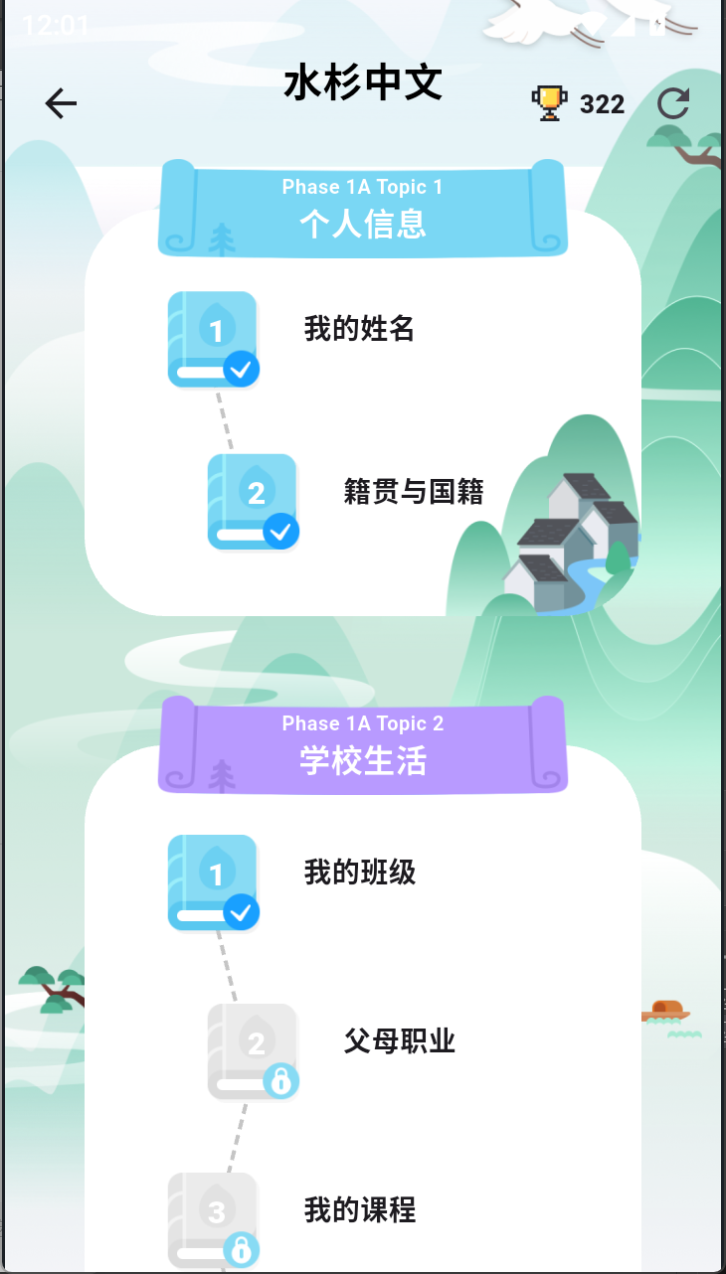 12:01
水杉中文
322
Phase 1A Topic 1
个人信息
1
我的姓名
2
籍贯与国籍
Phase 1A Topic 2
学校生活
1
我的班级
2
父母职业
3
我的课程